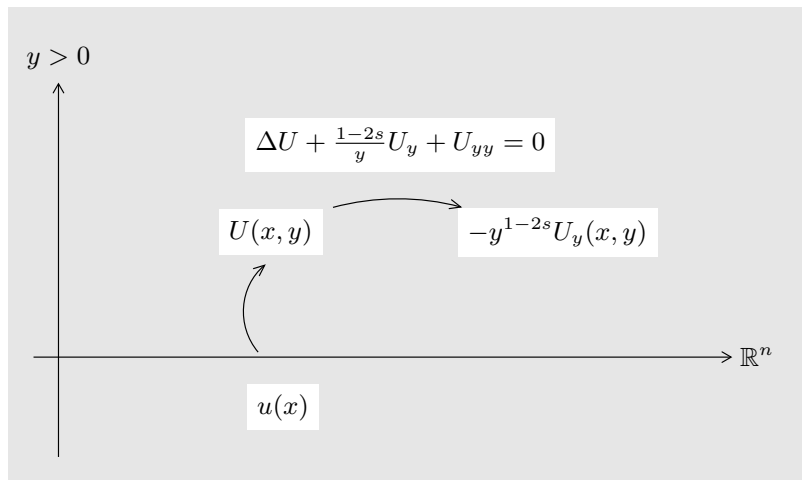 y > 0
ΔU + \frac{1−2s}{y} U_y + U_{yy} = 0
U(x, y)
−y^{1−2s}U_y(x, y)
ℝ^n
u(x)